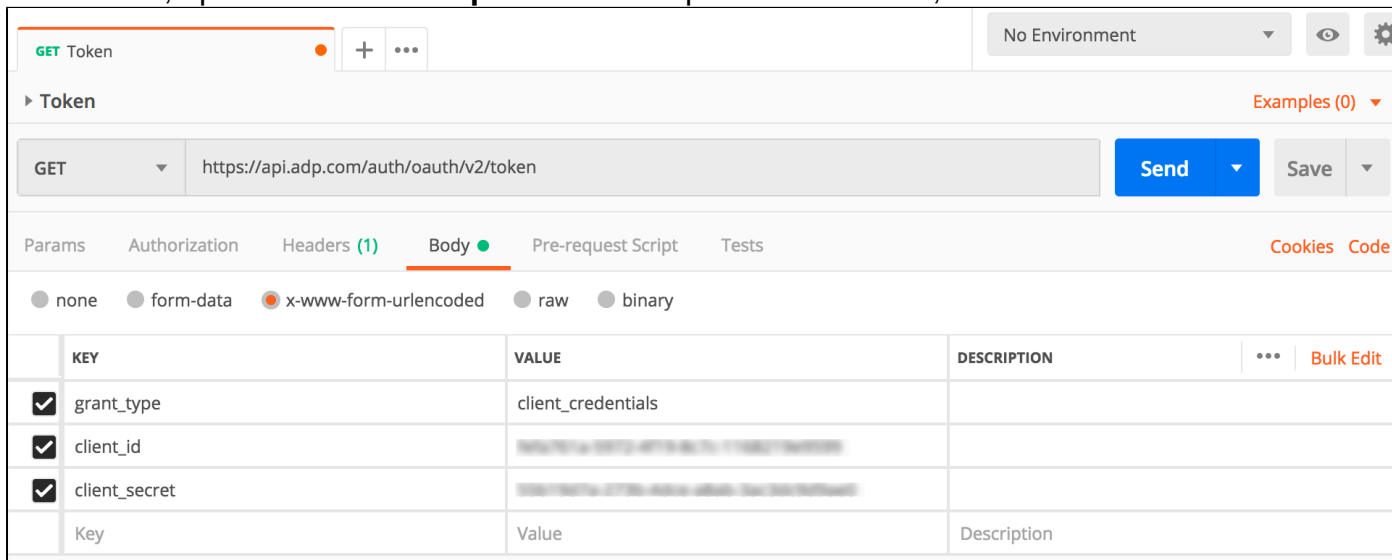 GET Token
No Environment
Token
Examples (0)
GET
https://api.adp.com/auth/oauth/v2/token
Send
Save
Params Authorization Headers (1) Body Pre-request Script Tests
Cookies Code
none form-data x-www-form-urlencoded raw binary
KEY VALUE DESCRIPTION
Bulk Edit
grant_type client_credentials
client_id
client_secret
Key Value Description